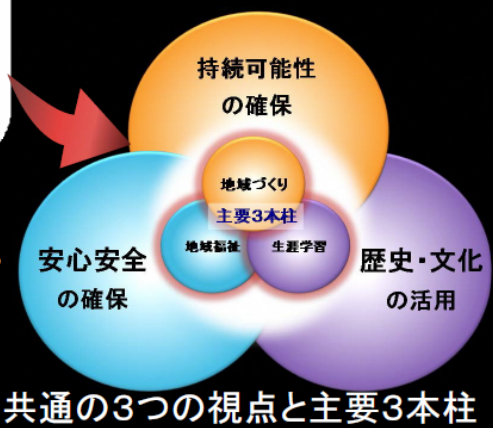 持続可能性
の確保
地域づくり
主要3本柱
地域福祉
生涯学習
安心安全
の確保
歴史・文化
の活用
共通の3つの視点と主要3本柱